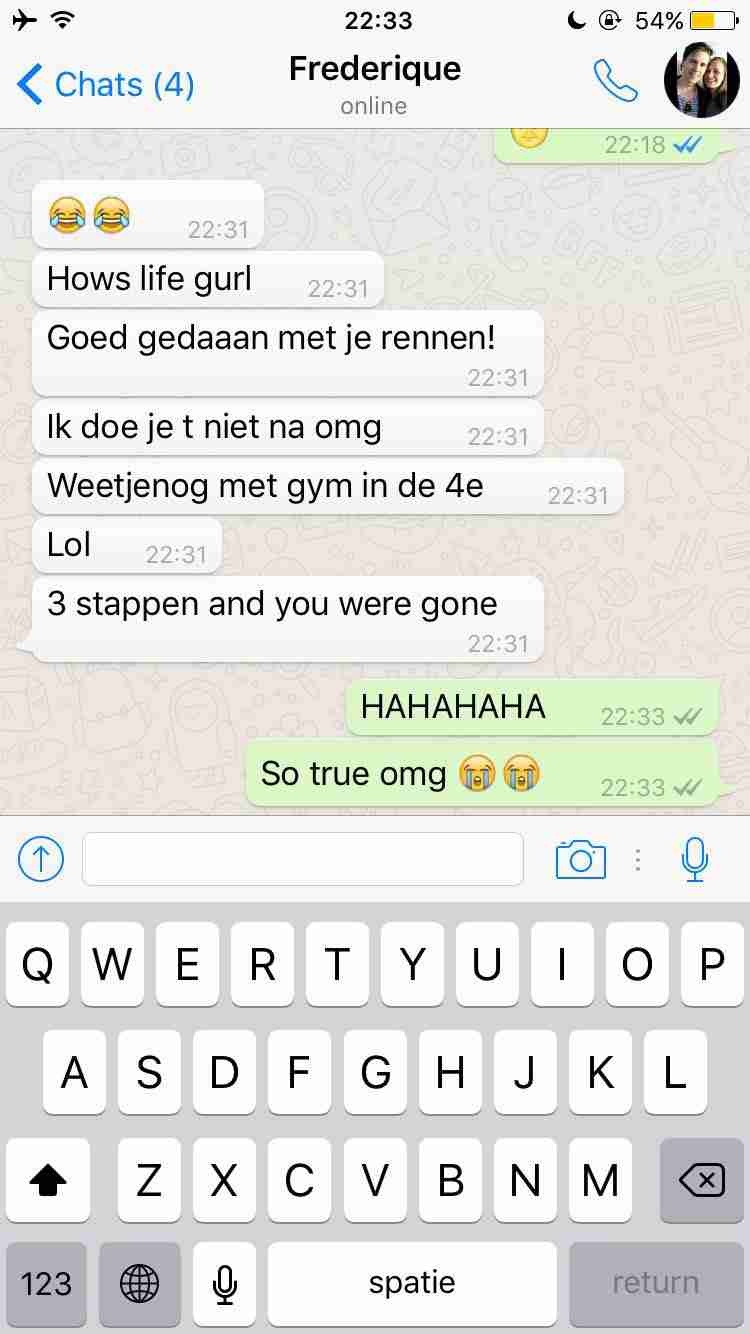 22:33
54%
Chats (4)
Frederique
online
22:18
😂😂 22:31
Hows life gurl 22:31
Goed gedaaan met je rennen!
22:31
Ik doe je t niet na omg 22:31
Weetjenog met gym in de 4e 22:31
Lol 22:31
3 stappen and you were gone
22:31
HAHAHAHA 22:33
So true omg 😭😭 22:33
Q W E R T Y U I O P
A S D F G H J K L
Z X C V B N M
123 spatie return